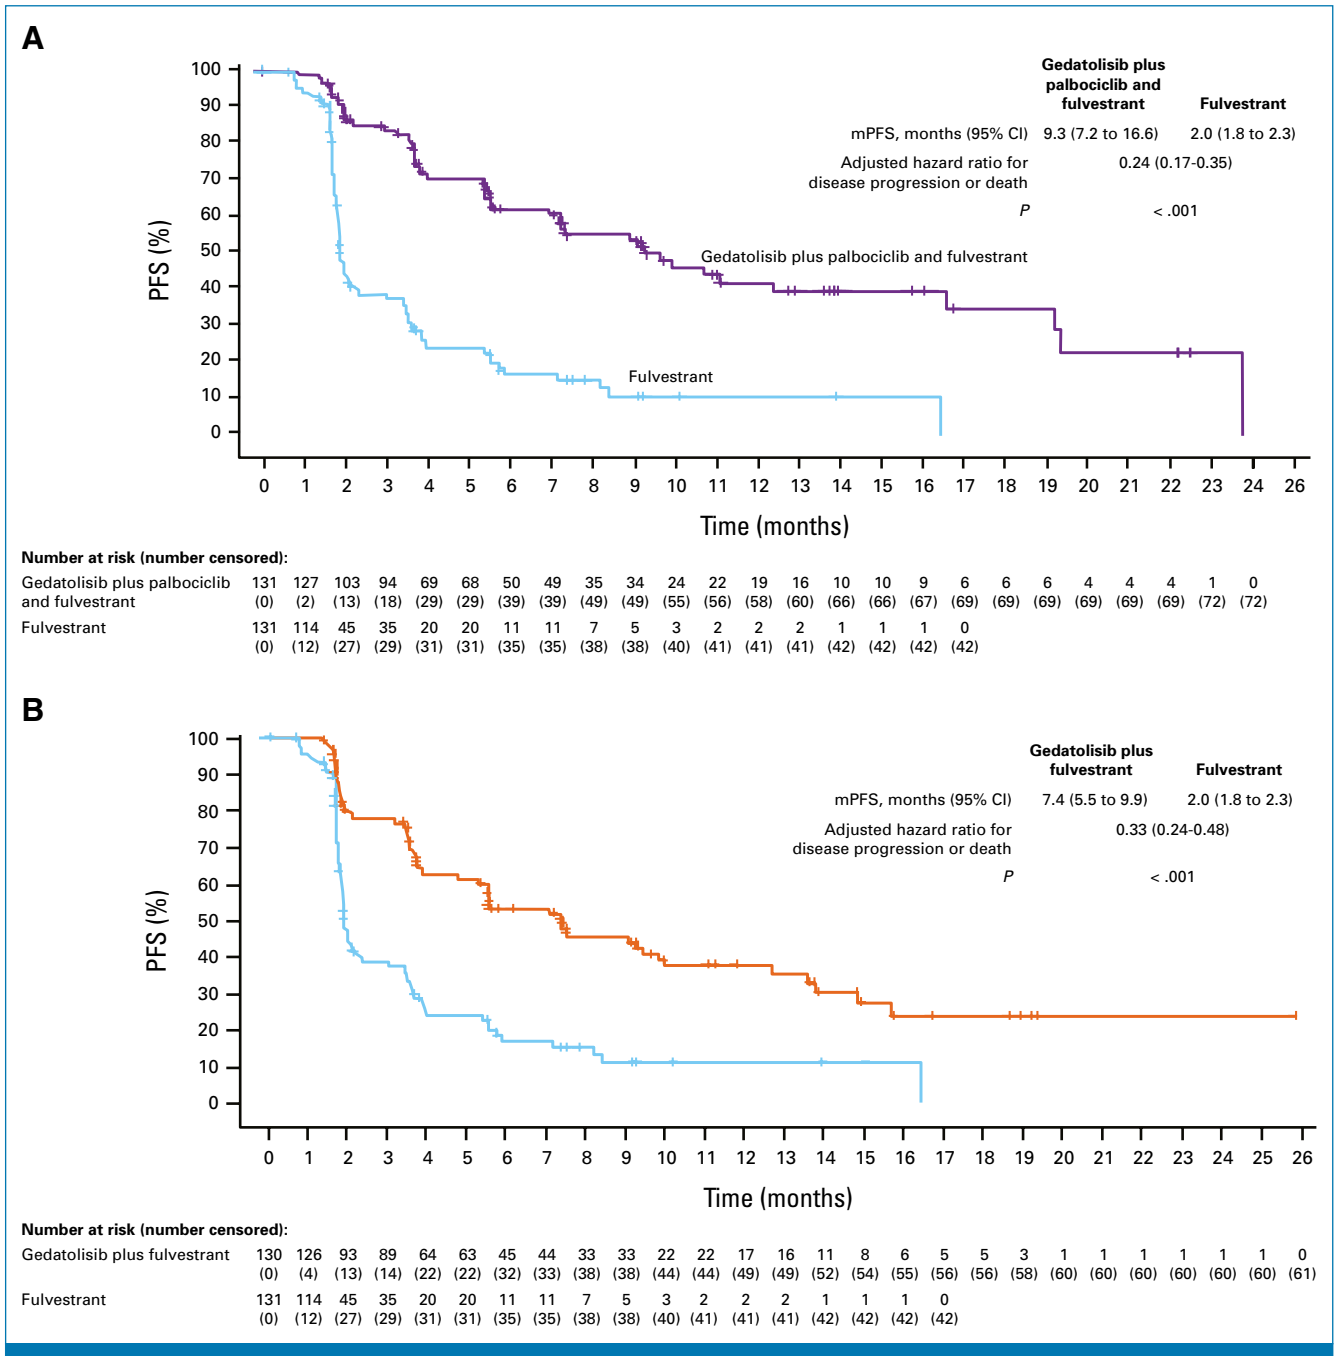 A
Gedatolisib plus
palbociclib and
fulvestrant Fulvestrant
mPFS, months (95% CI) 9.3 (7.2 to 16.6) 2.0 (1.8 to 2.3)
Adjusted hazard ratio for
disease progression or death 0.24 (0.17-0.35)
P < .001
PFS (%)
100
90
80
70
60
50
40
30
20
10
0
Gedatolisib plus palbociclib and fulvestrant
Fulvestrant
0 1 2 3 4 5 6 7 8 9 10 11 12 13 14 15 16 17 18 19 20 21 22 23 24 26
Time (months)
Number at risk (number censored):
Gedatolisib plus palbociclib 131 127 103 94 69 68 50 49 35 34 24 22 19 16 10 10 9 6 6 6 4 4 4 1 0
and fulvestrant (0) (2) (13) (18) (29) (29) (39) (39) (49) (49) (55) (56) (58) (60) (66) (66) (67) (69) (69) (69) (69) (69) (69) (72) (72)
Fulvestrant 131 114 45 35 20 20 11 11 7 5 3 2 2 2 1 1 1 0
(0) (12) (27) (29) (31) (31) (35) (35) (38) (38) (40) (41) (41) (41) (42) (42) (42) (42)
B
Gedatolisib plus
fulvestrant Fulvestrant
mPFS, months (95% CI) 7.4 (5.5 to 9.9) 2.0 (1.8 to 2.3)
Adjusted hazard ratio for
disease progression or death 0.33 (0.24-0.48)
P < .001
PFS (%)
100
90
80
70
60
50
40
30
20
10
0
0 1 2 3 4 5 6 7 8 9 10 11 12 13 14 15 16 17 18 19 20 21 22 23 24 25 26
Time (months)
Number at risk (number censored):
Gedatolisib plus fulvestrant 130 126 93 89 64 63 45 44 33 33 22 22 17 16 11 8 6 5 5 3 1 1 1 1 1 1 0
(0) (4) (13) (14) (22) (22) (32) (33) (38) (38) (44) (44) (49) (49) (52) (54) (55) (56) (56) (58) (60) (60) (60) (60) (60) (60) (61)
Fulvestrant 131 114 45 35 20 20 11 11 7 5 3 2 2 2 1 1 1 0
(0) (12) (27) (29) (31) (31) (35) (35) (38) (38) (40) (41) (41) (41) (42) (42) (42) (42)